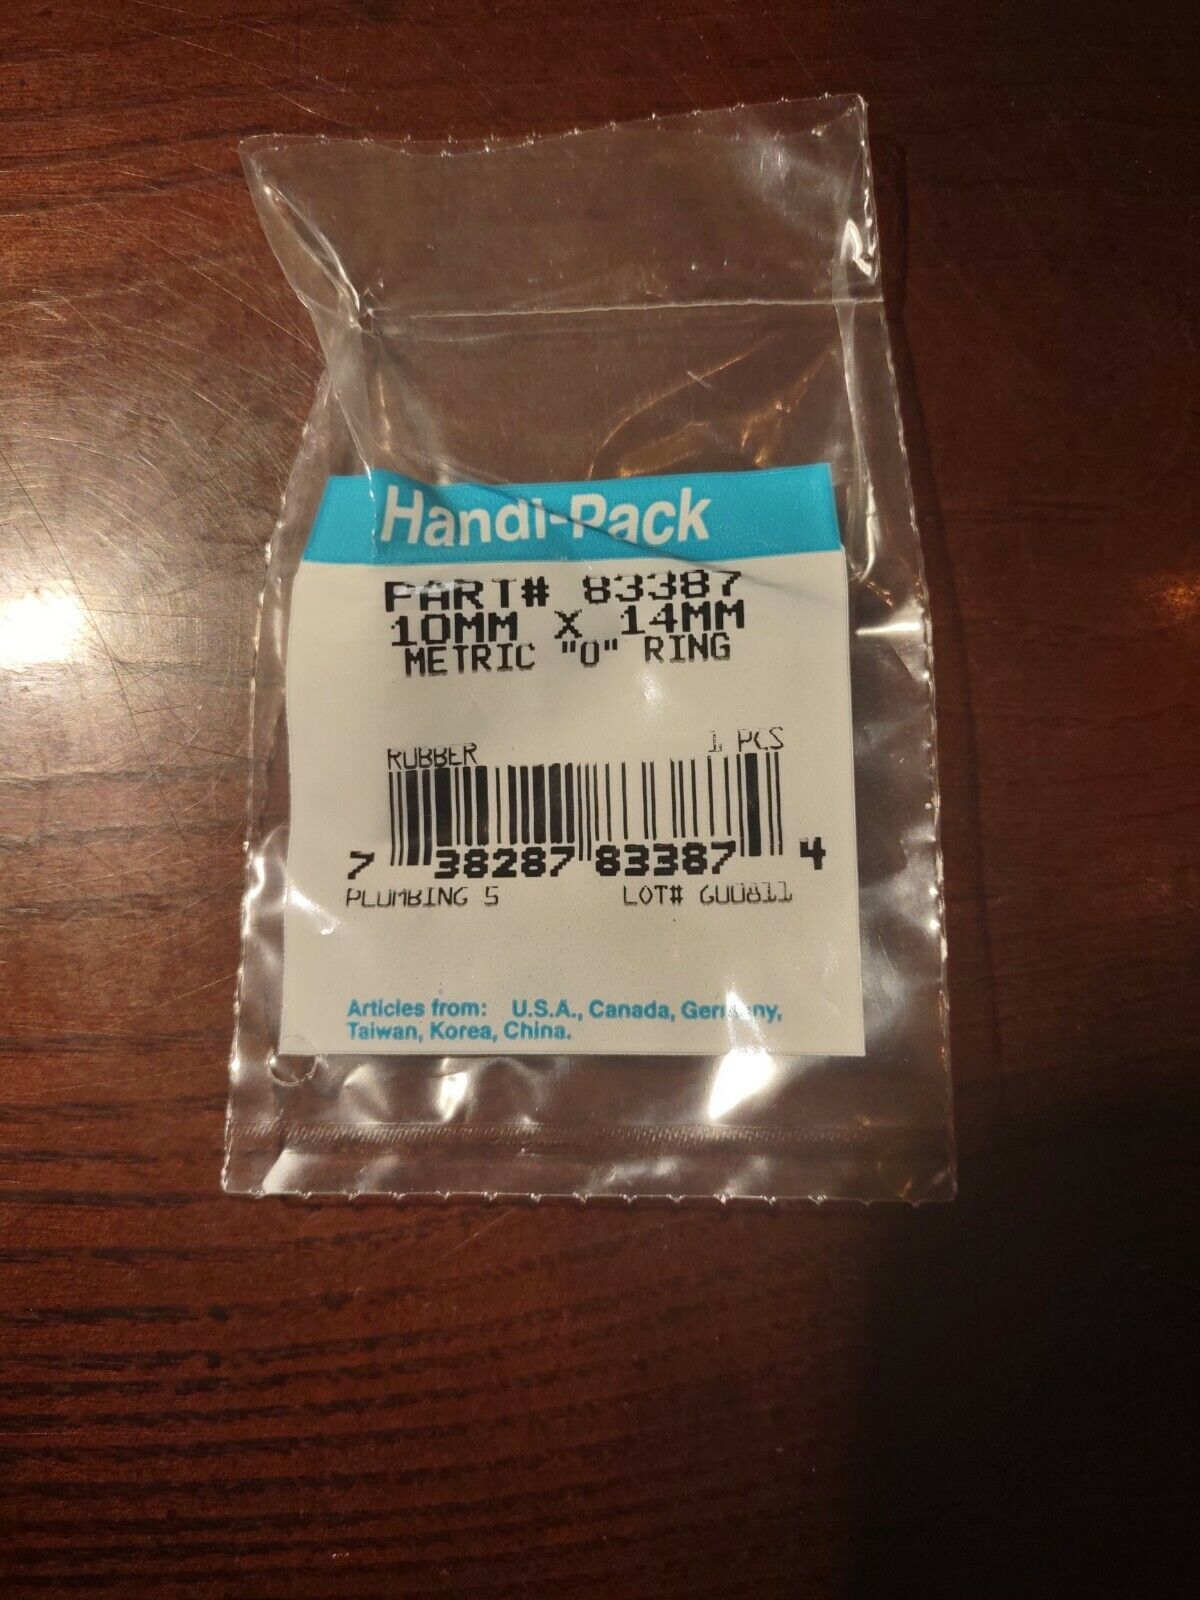 Handi-Pack
PART# 83387
10MM X 14MM
METRIC "O" RING
RUBBER 1 PCS
7 38287 83387 4
PLUMBING 5 LOT# G00811
Articles from: U.S.A., Canada, Germany,
Taiwan, Korea, China.